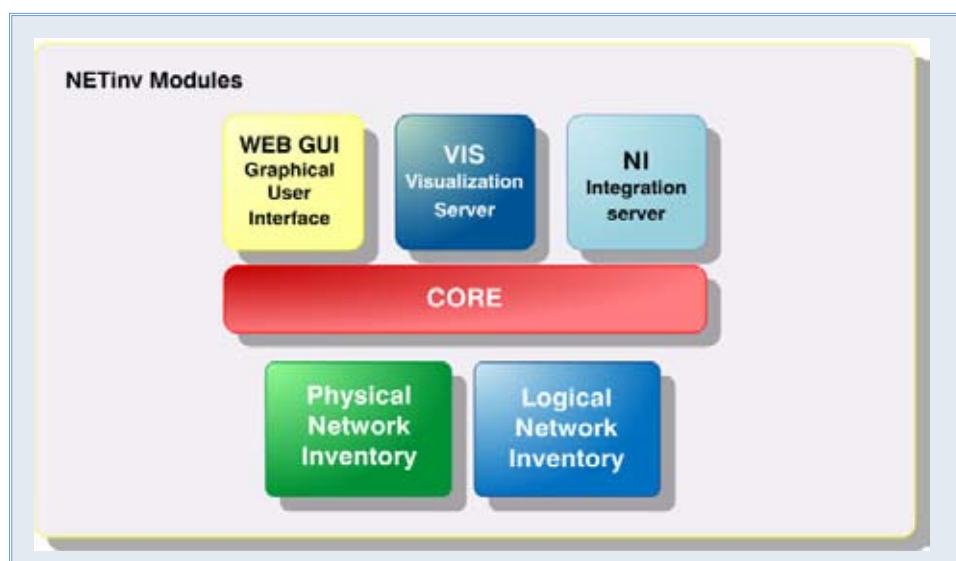 NETinv Modules
WEB GUI
Graphical
User
Interface
VIS
Visualization
Server
NI
Integration
server
CORE
Physical
Network
Inventory
Logical
Network
Inventory